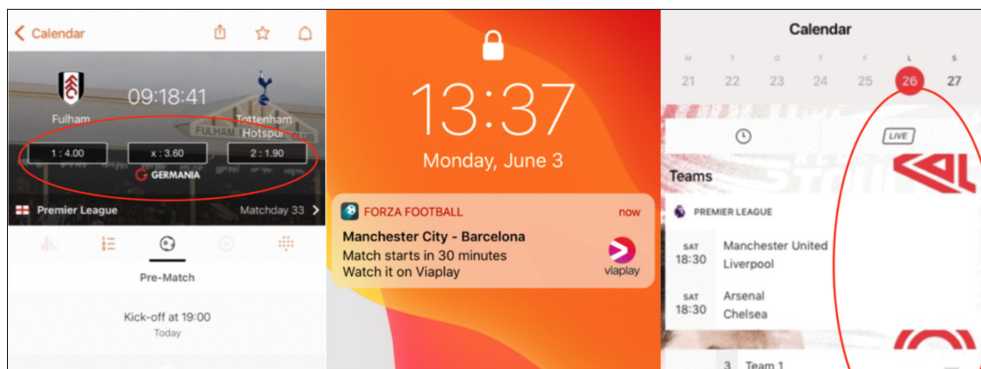 Calendar
09:18:41
Fulham
Tottenham
Hotspur
FULHAM
CLUB
1 : 4.00
x : 3.60
2 : 1.90
GERMANIA
Premier League
Matchday 33
Pre-Match
Kick-off at 19:00
Today
13:37
Monday, June 3
FORZA FOOTBALL
now
Manchester City - Barcelona
Match starts in 30 minutes
Watch it on Viaplay
viaplay
Calendar
M T O T F L S
21 22 23 24 25 26 27
LIVE
Teams
PREMIER LEAGUE
SAT
18:30
Manchester United
Liverpool
SAT
18:30
Arsenal
Chelsea
3 Team 1